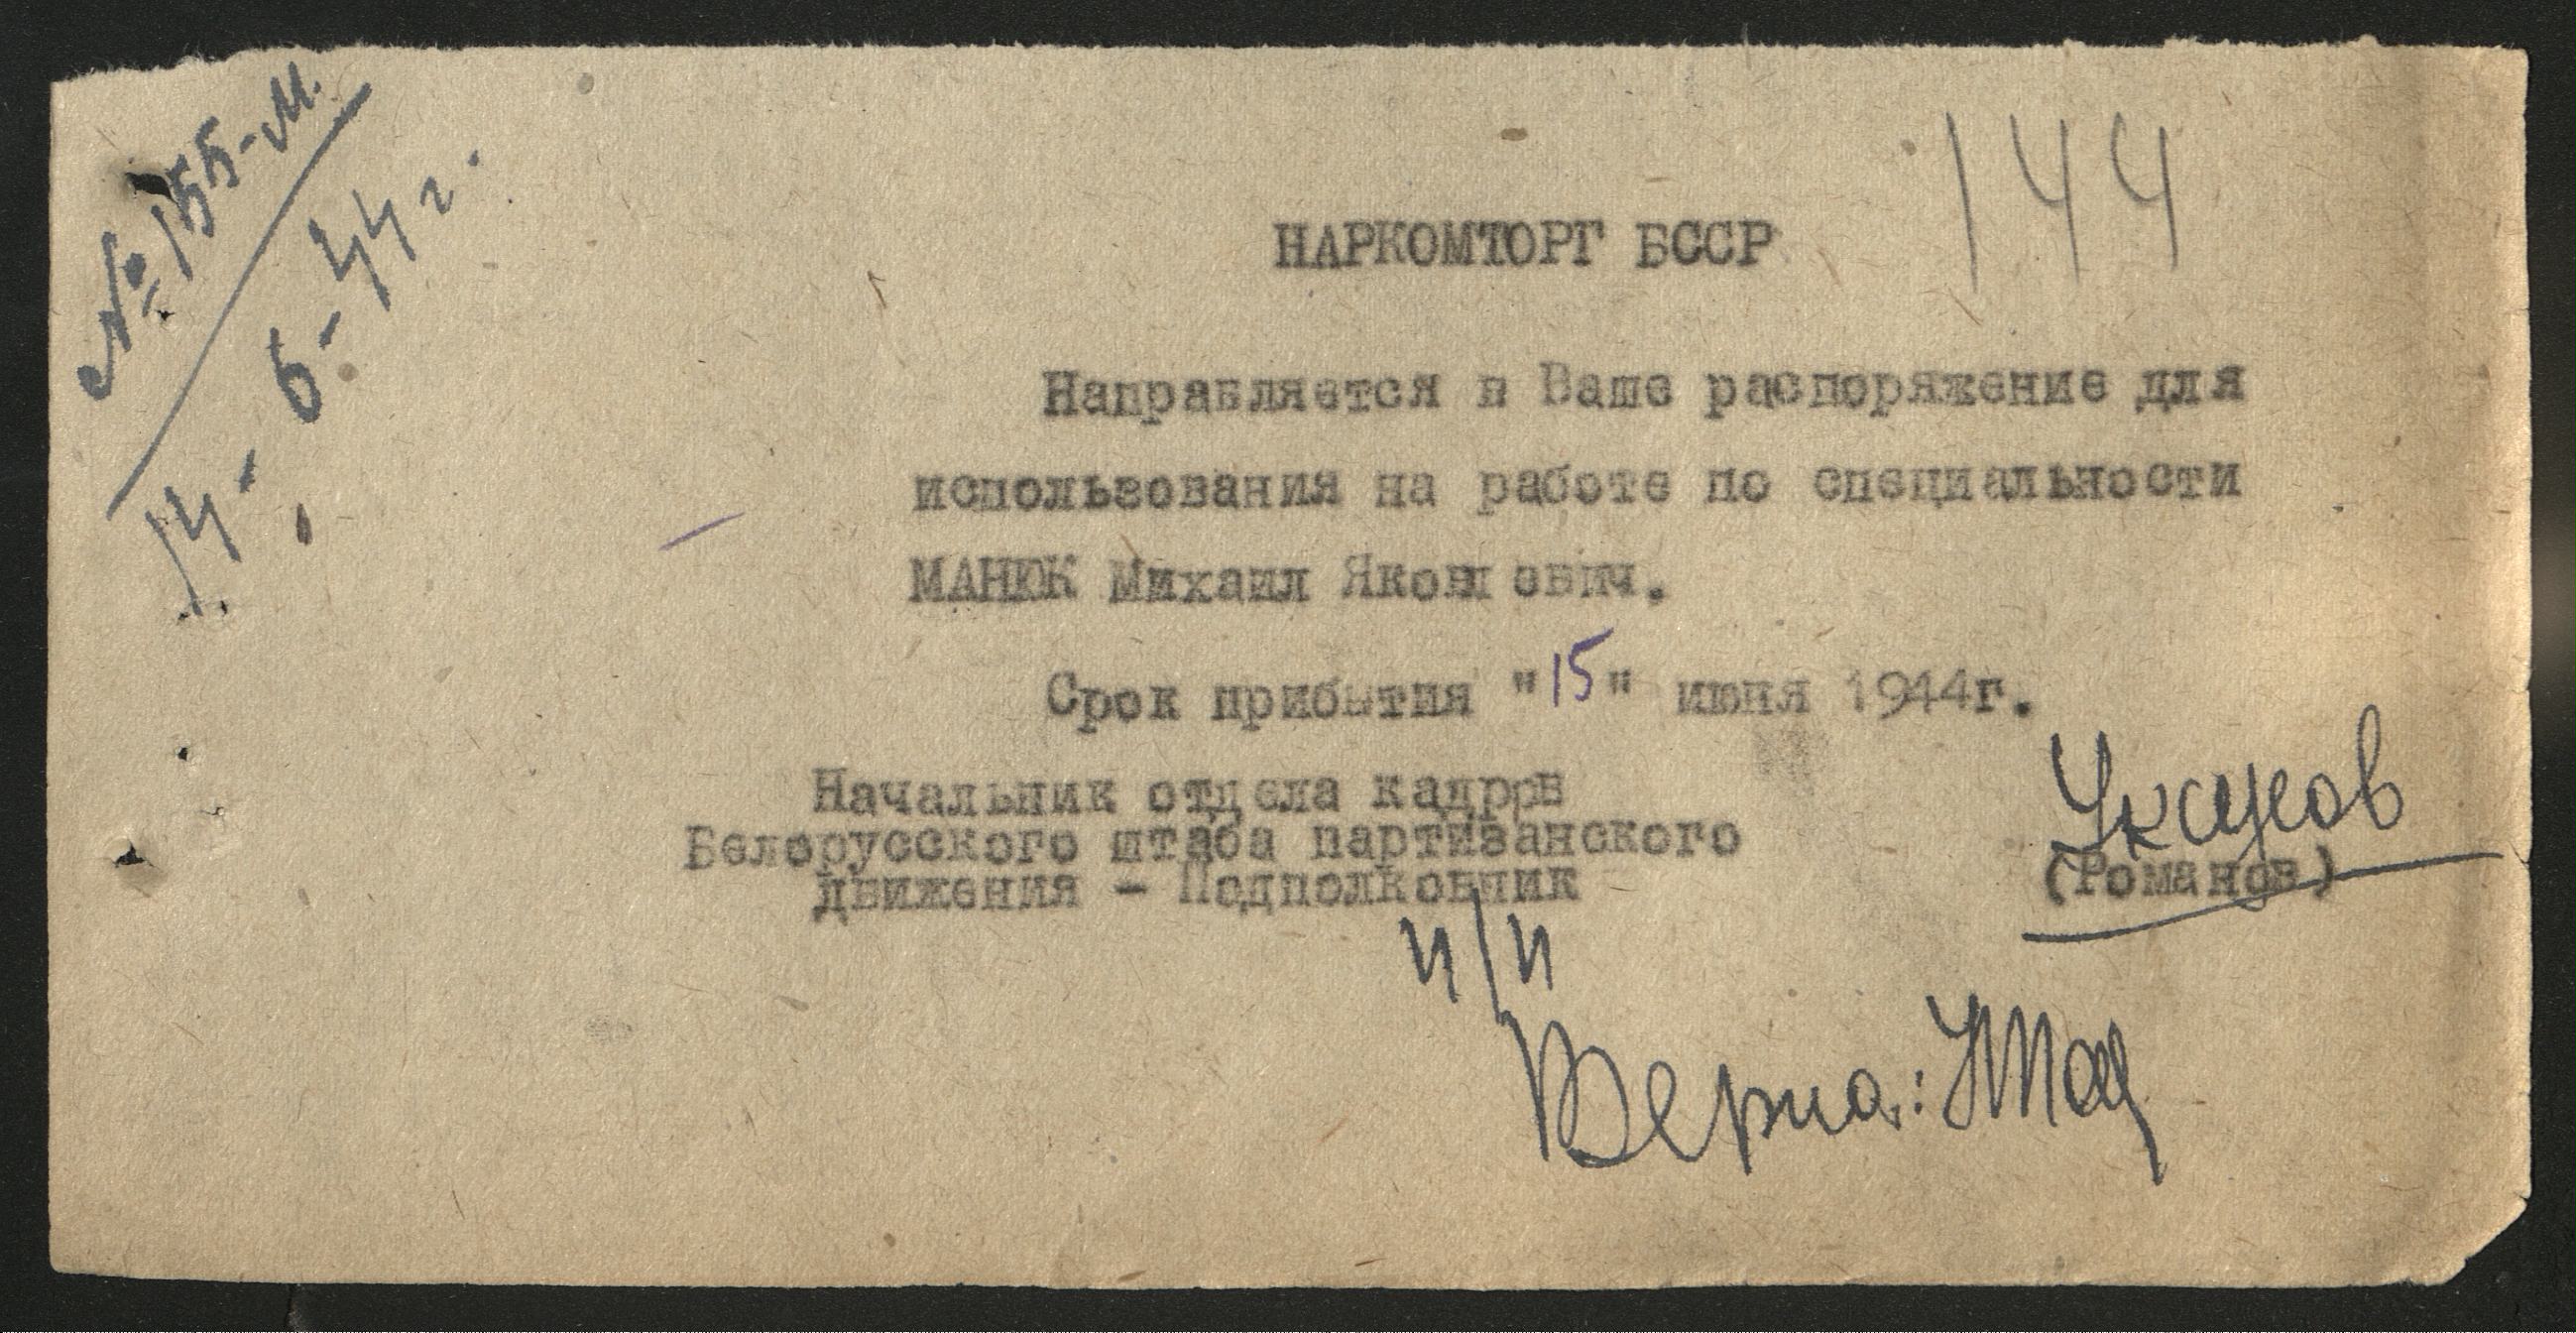 № 155-м.
14-6-44 г.
144
НАРКОМТОРГ БССР
Направляется в Ваше распоряжение для
использования на работе по специальности
МАНЮК Михаил Яковлевич.
Срок прибытия "15" июня 1944г.
Начальник отдела кадров
Белорусского штаба партизанского
движения - Подполковник
(Романов)
п/п
Верно: